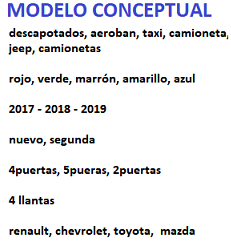 MODELO CONCEPTUAL
descapotados, aeroban, taxi, camioneta,
jeep, camionetas
rojo, verde, marrón, amarillo, azul
2017 - 2018 - 2019
nuevo, segunda
4puertas, 5pueras, 2puertas
4 llantas
renault, chevrolet, toyota,  mazda